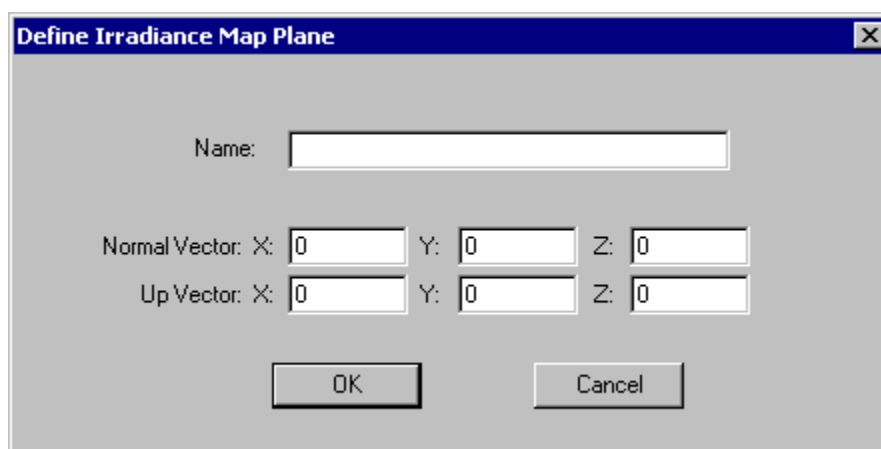 Define Irradiance Map Plane
Name:
Normal Vector: X: 0 Y: 0 Z: 0
Up Vector: X: 0 Y: 0 Z: 0
OK Cancel